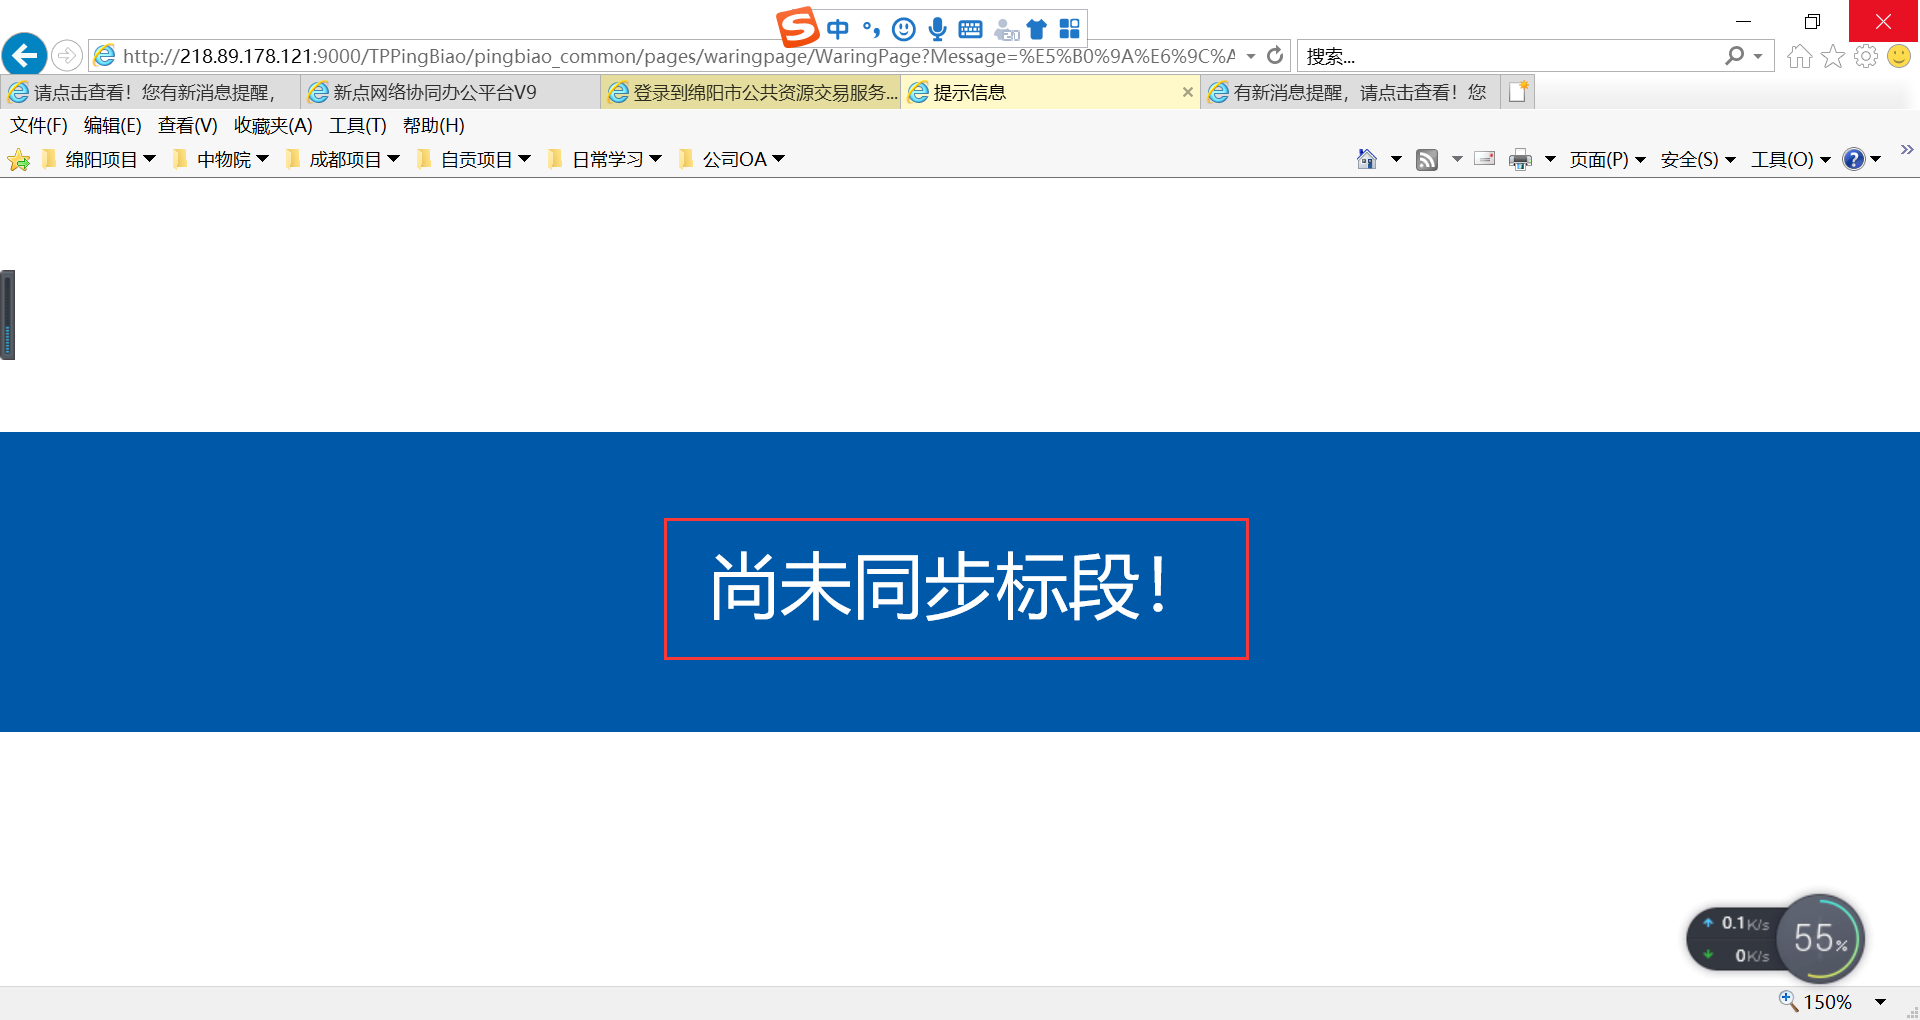 中
http://218.89.178.121:9000/TPPingBiao/pingbiao_common/pages/waringpage/WaringPage?Message=%E5%B0%9A%E6%9C%A
搜索...
请点击查看！您有新消息提醒，
新点网络协同办公平台V9
登录到绵阳市公共资源交易服务...
提示信息
有新消息提醒，请点击查看！您
文件(F) 编辑(E) 查看(V) 收藏夹(A) 工具(T) 帮助(H)
绵阳项目 中物院 成都项目 自贡项目 日常学习 公司OA
页面(P) 安全(S) 工具(O)
尚未同步标段！
0.1K/s
0K/s
55%
150%